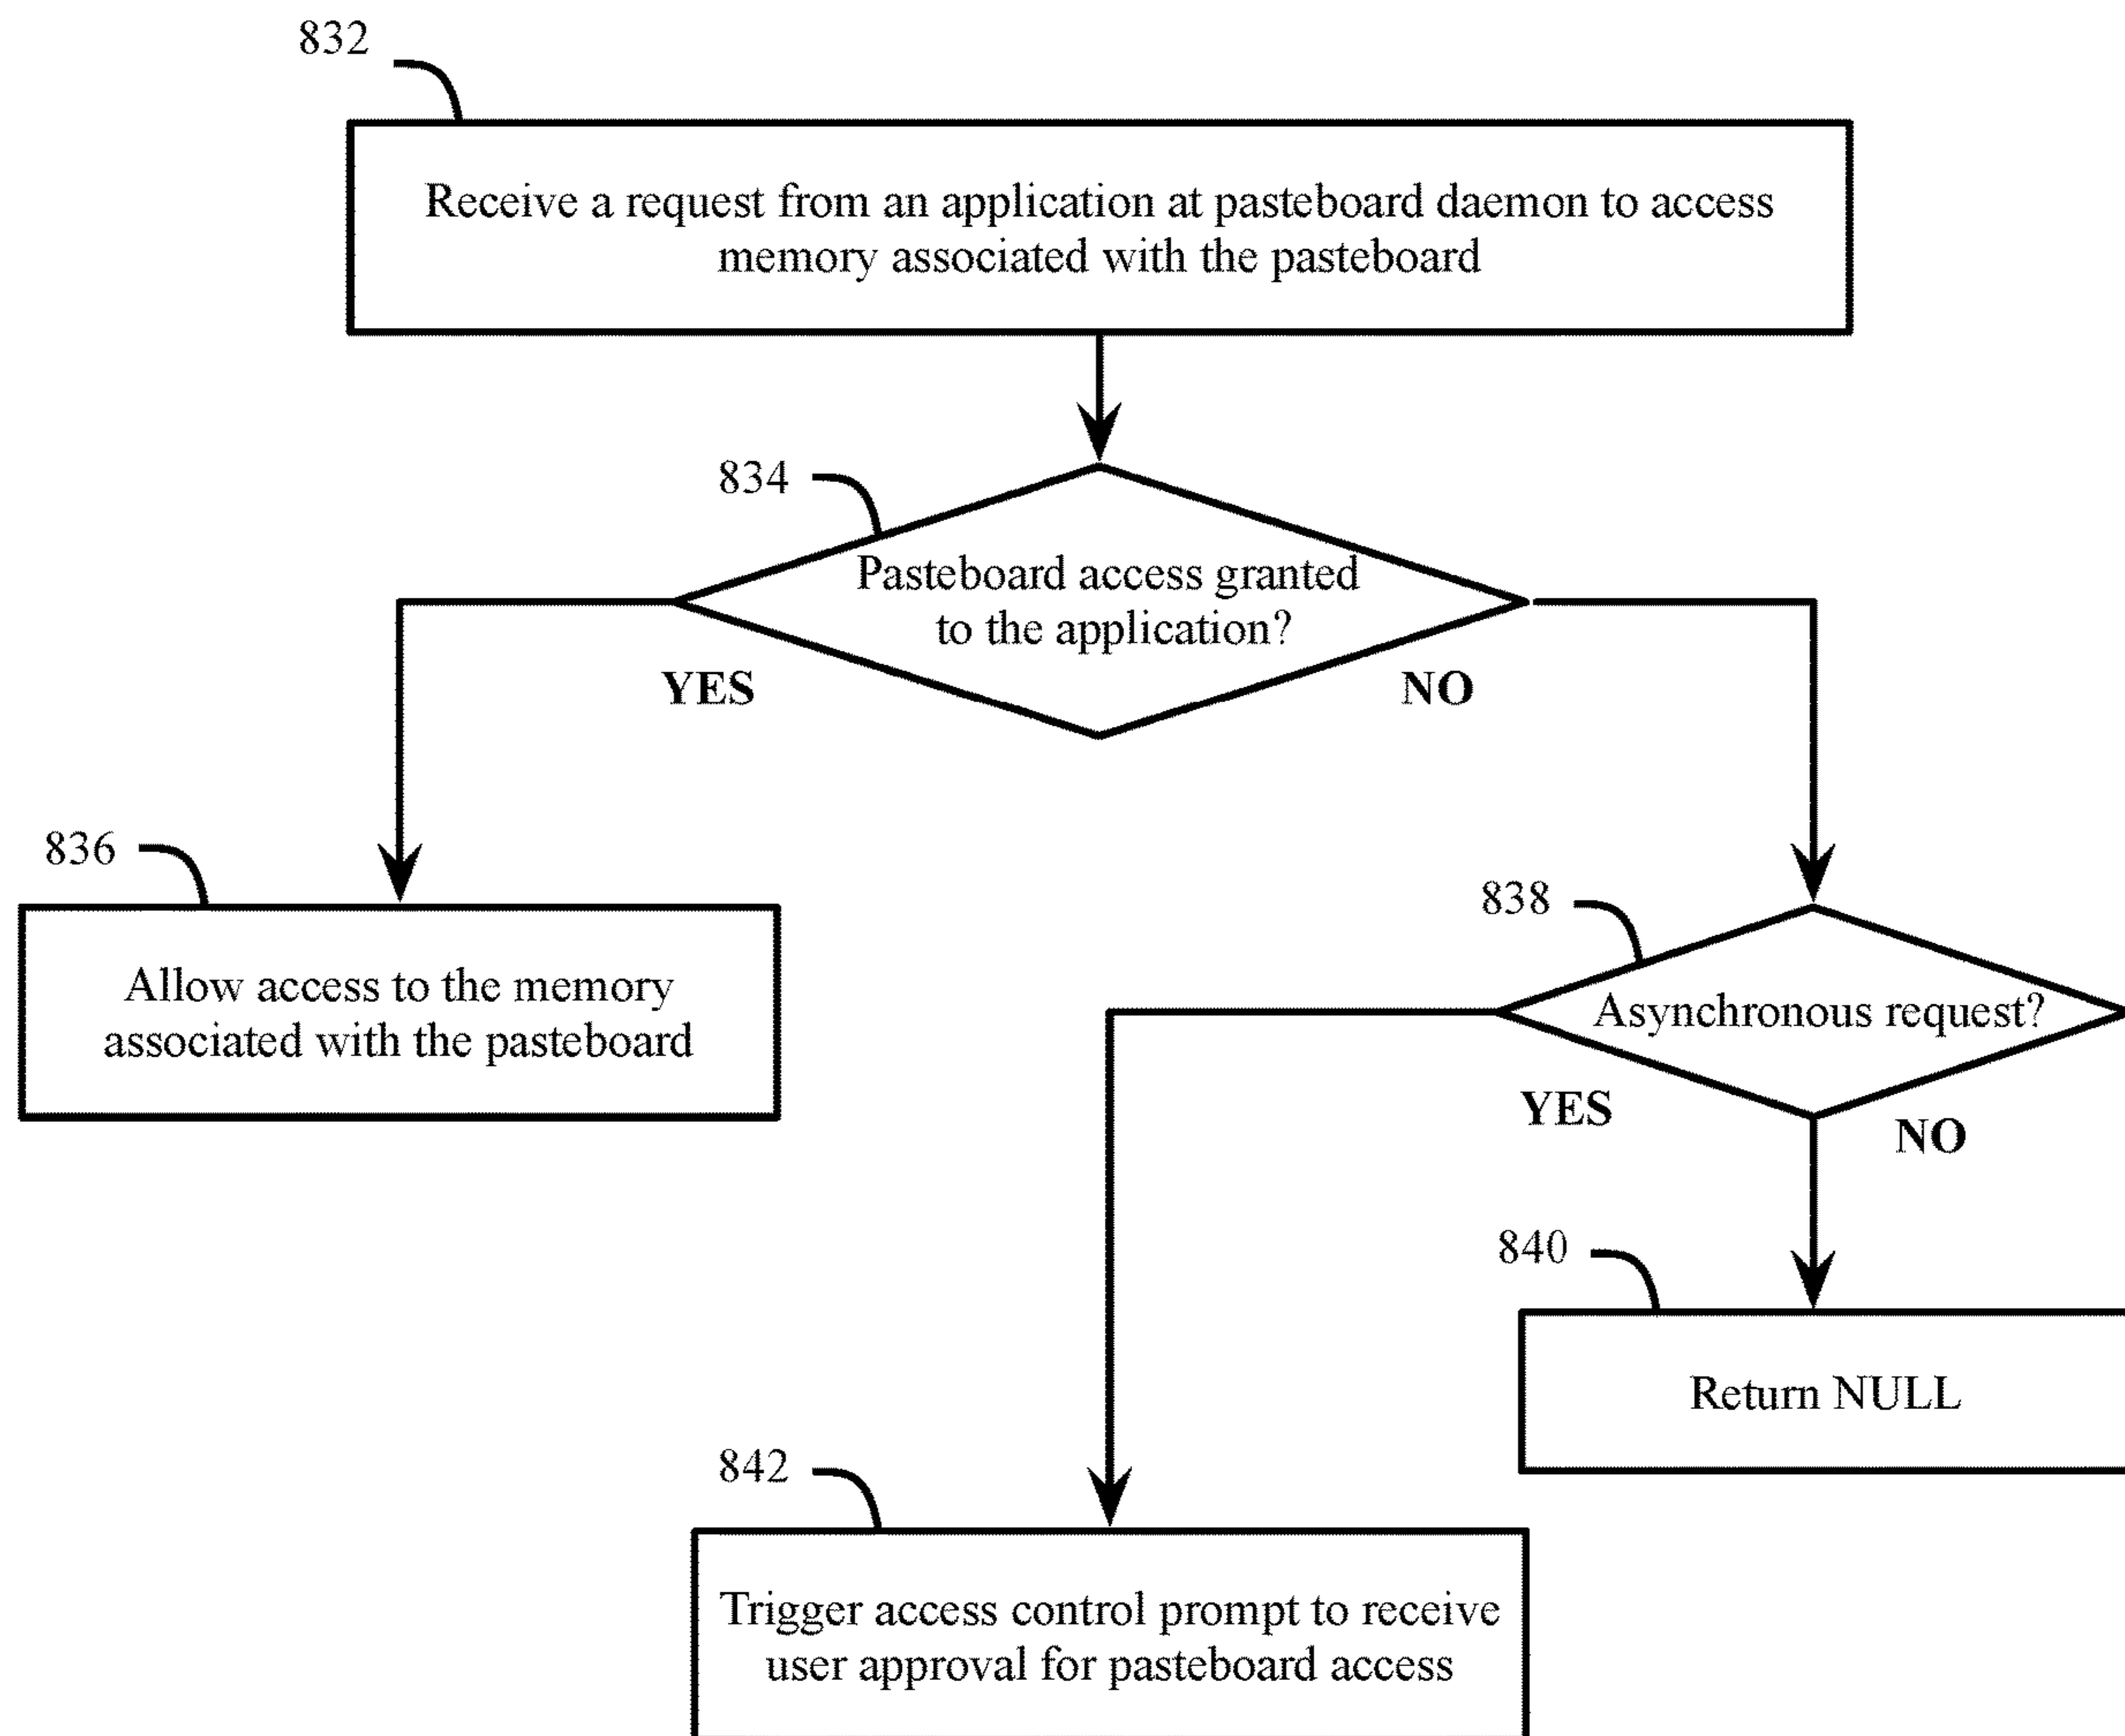 832
Receive a request from an application at pasteboard daemon to access
memory associated with the pasteboard
834
Pasteboard access granted
to the application?
YES
NO
836
Allow access to the memory
associated with the pasteboard
838
Asynchronous request?
YES
NO
840
Return NULL
842
Trigger access control prompt to receive
user approval for pasteboard access